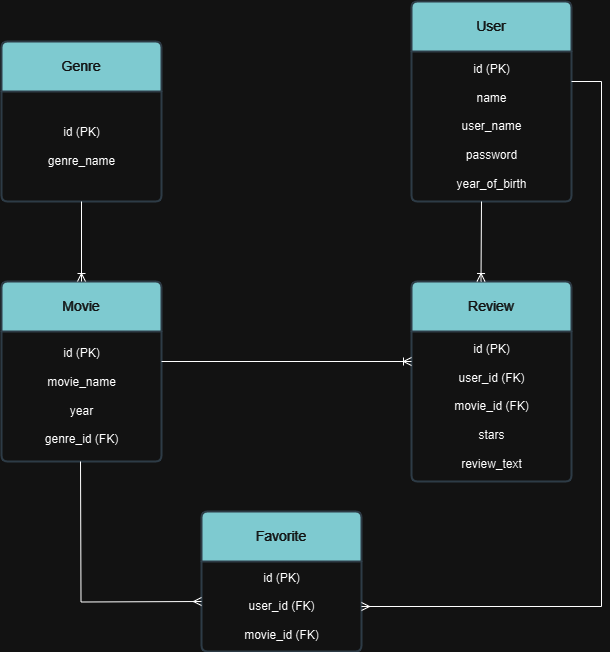 User
id (PK)
name
user_name
password
year_of_birth
Genre
id (PK)
genre_name
Movie
id (PK)
movie_name
year
genre_id (FK)
Review
id (PK)
user_id (FK)
movie_id (FK)
stars
review_text
Favorite
id (PK)
user_id (FK)
movie_id (FK)